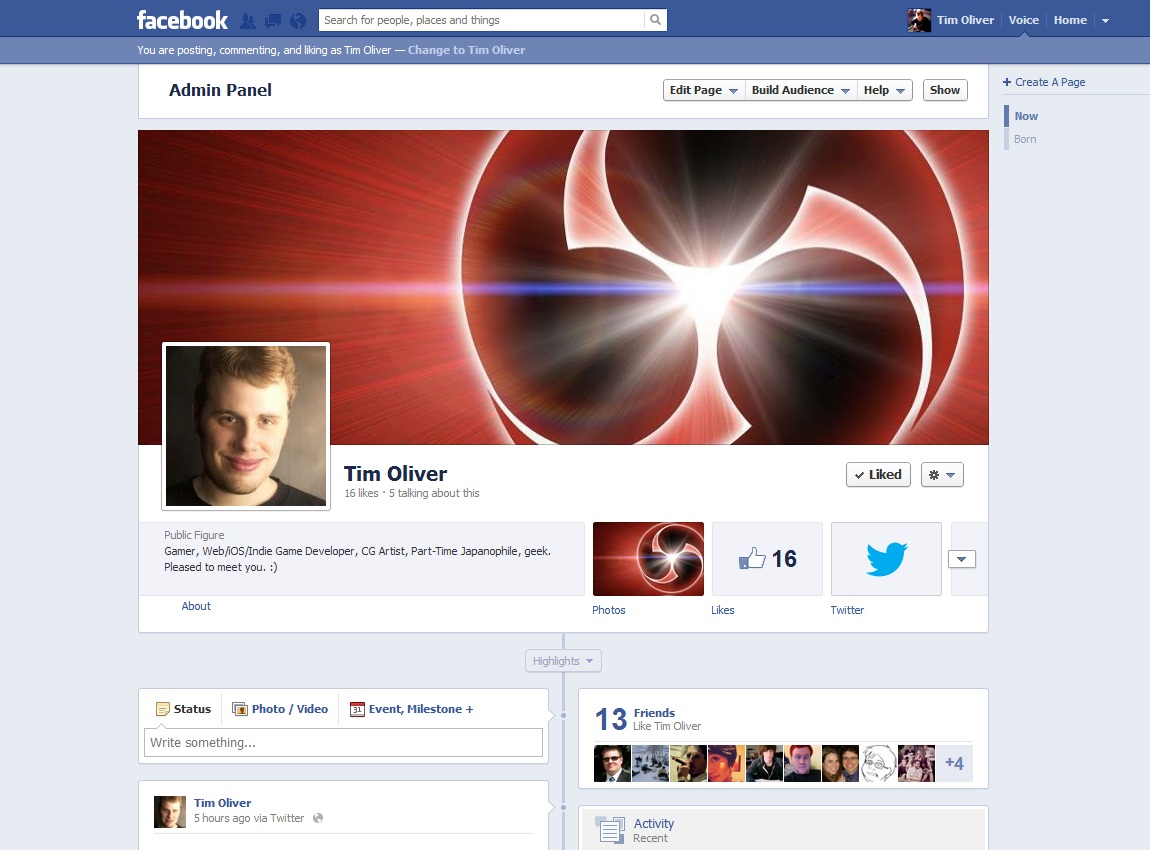 facebook
Search for people, places and things
Tim Oliver
Voice
Home
You are posting, commenting, and liking as Tim Oliver — Change to Tim Oliver
Admin Panel
Edit Page
Build Audience
Help
Show
+ Create A Page
Now
Born
Tim Oliver
16 likes · 5 talking about this
Liked
Public Figure
Gamer, Web/iOS/Indie Game Developer, CG Artist, Part-Time Japanophile, geek.
Pleased to meet you. :)
About
16
Photos
Likes
Twitter
Highlights
Status
Photo / Video
31
Event, Milestone +
Write something...
13
Friends
Like Tim Oliver
+4
Tim Oliver
5 hours ago via Twitter
Activity
Recent